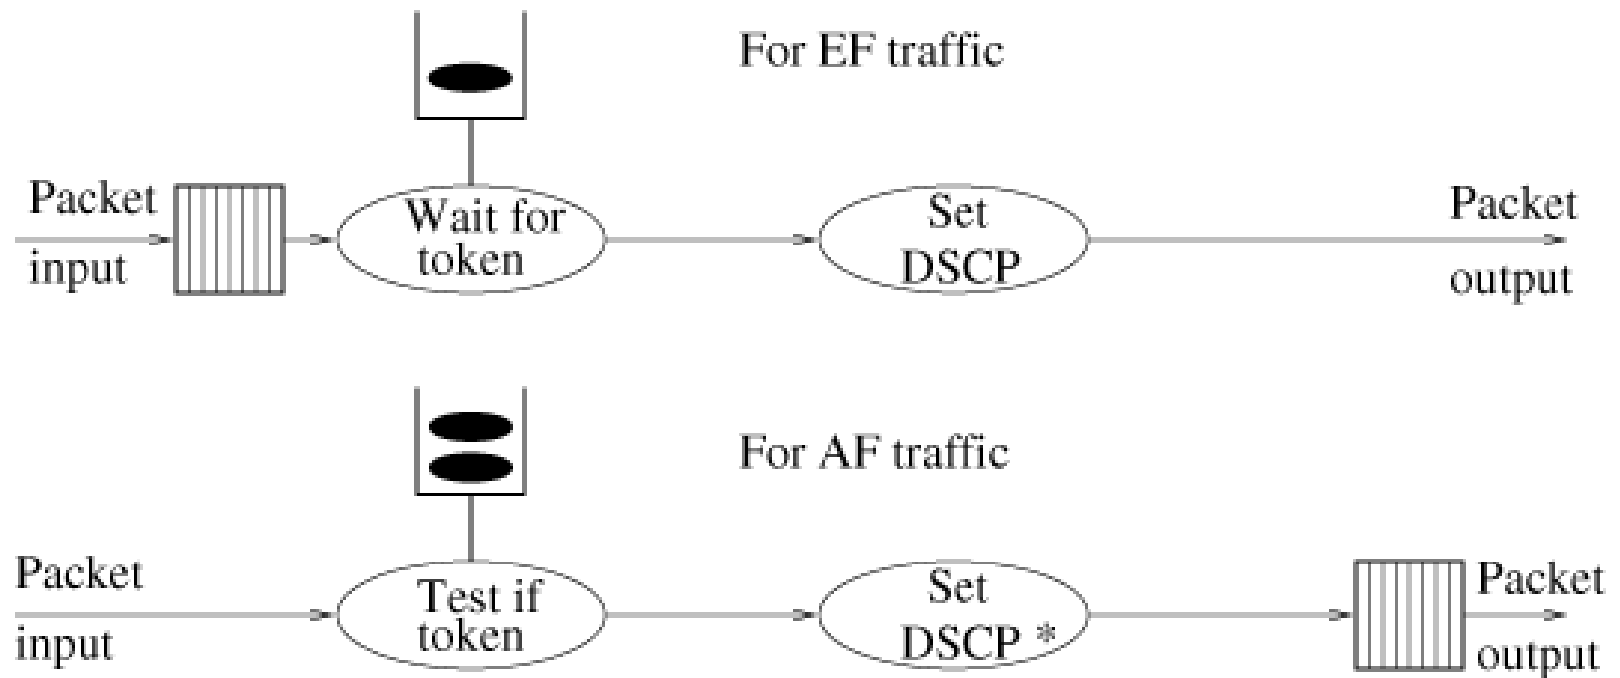 For EF traffic
Packet
input
Wait for
token
Set
DSCP
Packet
output
For AF traffic
Packet
input
Test if
token
Set
DSCP *
Packet
output